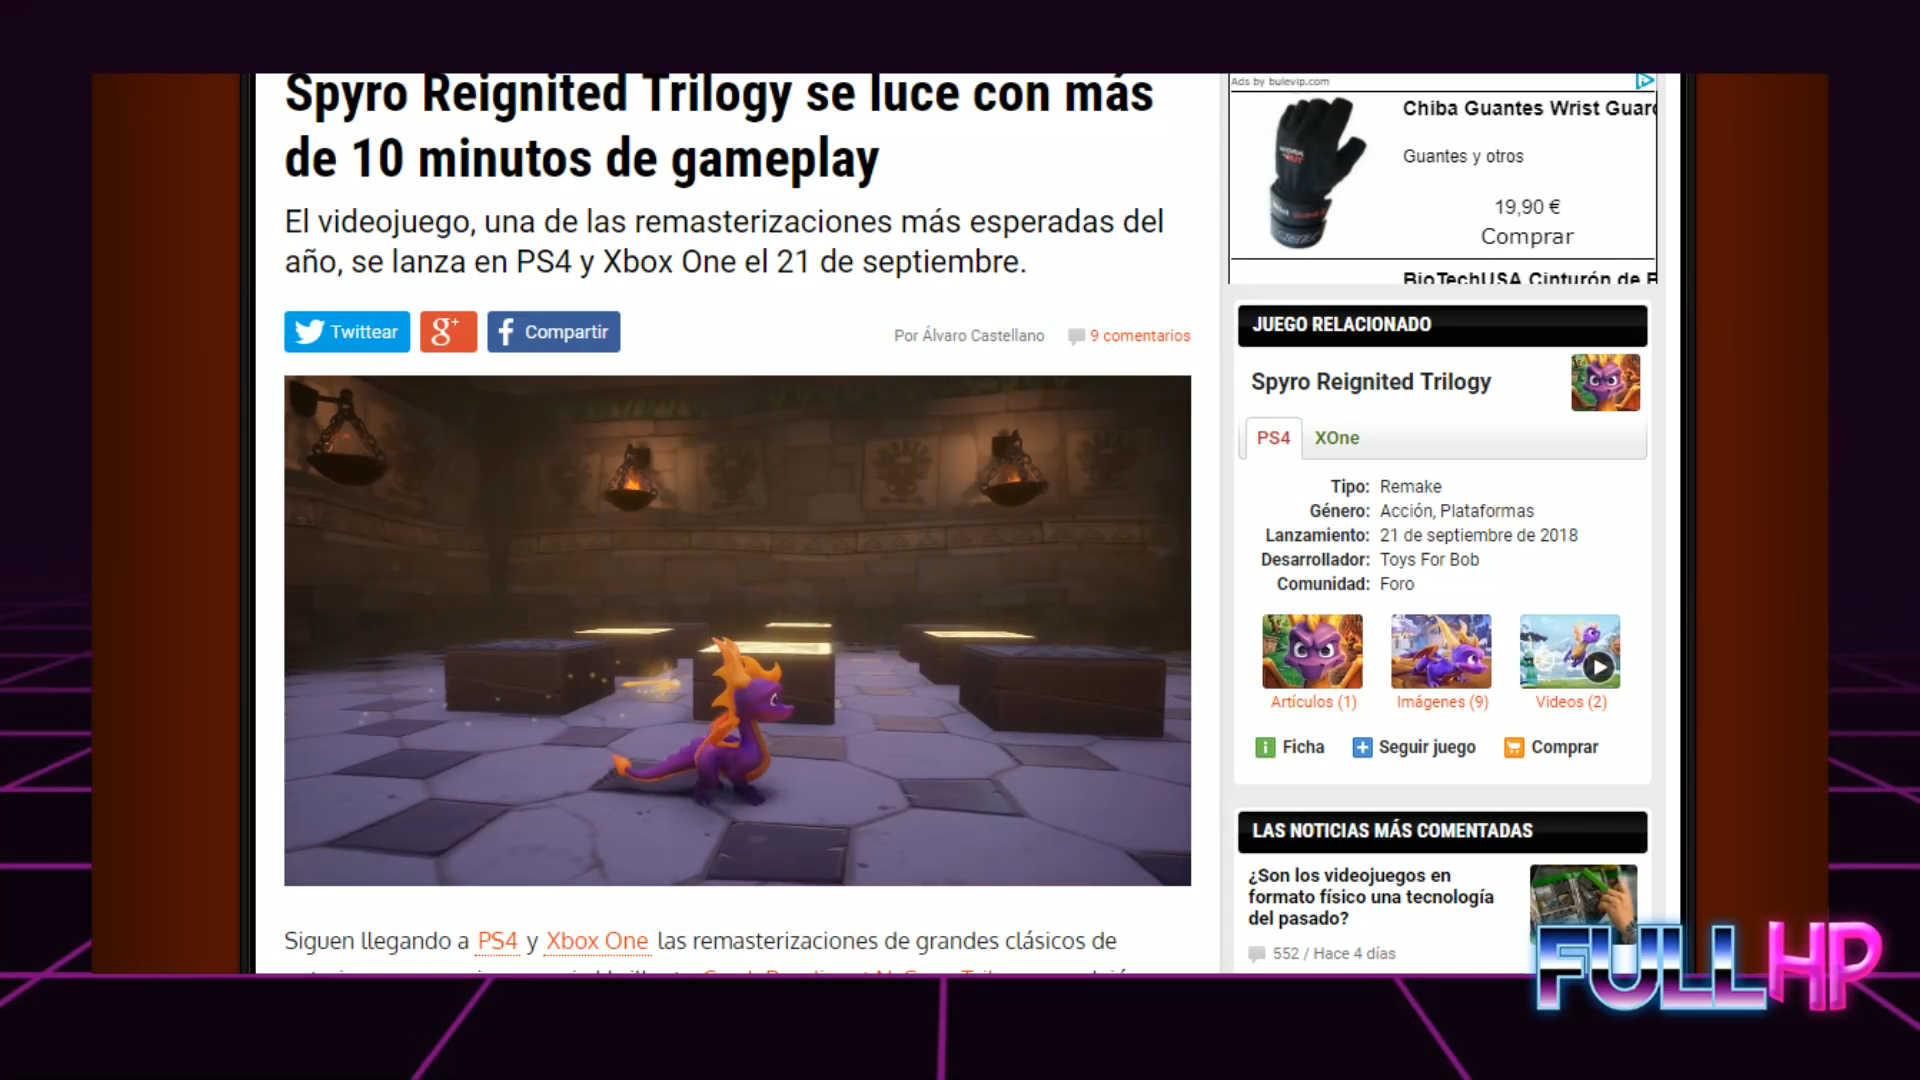 Spyro Reignited Trilogy se luce con más
de 10 minutos de gameplay
El videojuego, una de las remasterizaciones más esperadas del
año, se lanza en PS4 y Xbox One el 21 de septiembre.
Twittear
g+
f Compartir
Por Álvaro Castellano
9 comentarios
Siguen llegando a PS4 y Xbox One las remasterizaciones de grandes clásicos de
Ads by bulevip.com
Chiba Guantes Wrist Guar
Guantes y otros
19,90 €
Comprar
BioTechUSA Cinturón de
JUEGO RELACIONADO
Spyro Reignited Trilogy
PS4 XOne
Tipo: Remake
Género: Acción, Plataformas
Lanzamiento: 21 de septiembre de 2018
Desarrollador: Toys For Bob
Comunidad: Foro
Artículos (1) Imágenes (9) Videos (2)
Ficha Seguir juego Comprar
LAS NOTICIAS MÁS COMENTADAS
¿Son los videojuegos en
formato físico una tecnología
del pasado?
552 / Hace 4 días
FULL HP